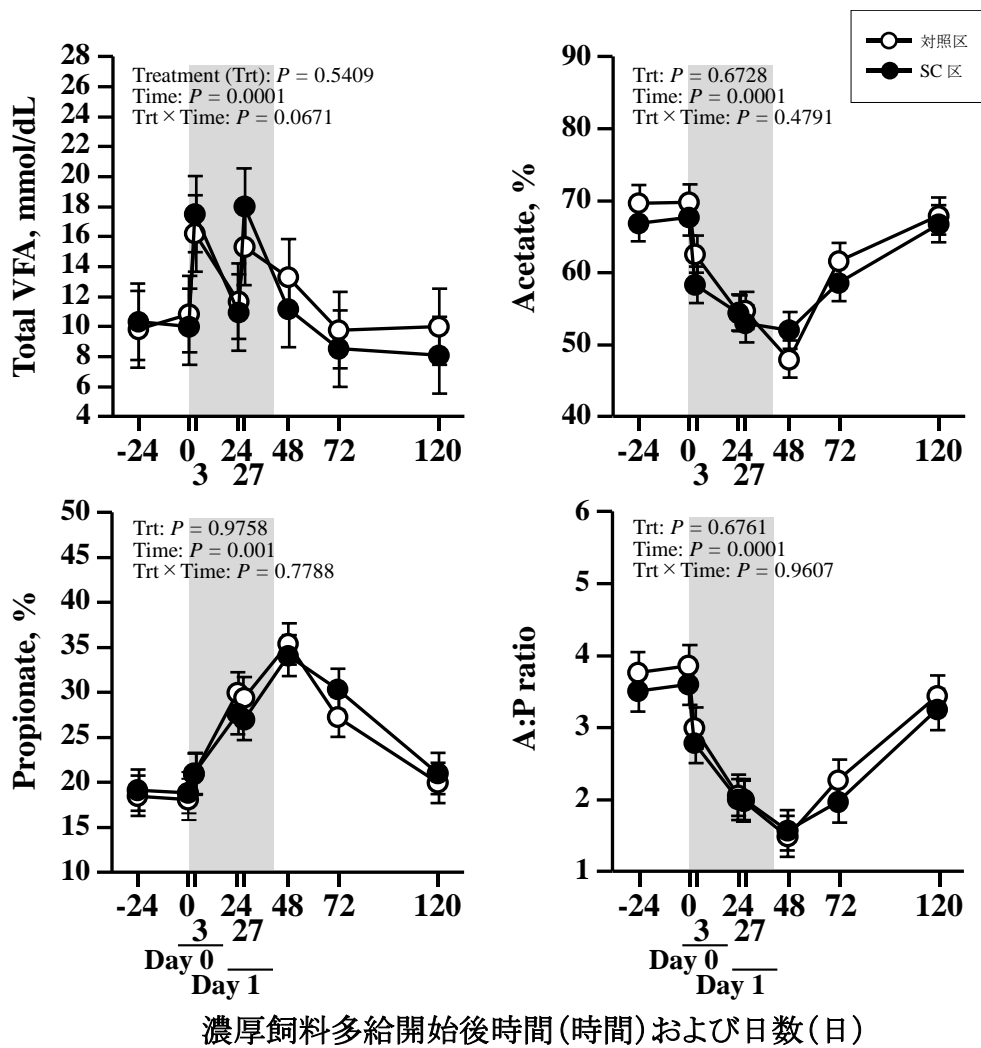 対照区
SC 区
Total VFA, mmol/dL
28
26
24
22
20
18
16
14
12
10
8
6
4
Treatment (Trt): P = 0.5409
Time: P = 0.0001
Trt × Time: P = 0.0671
-24 0 24 48 72 120
3 27
Acetate, %
90
80
70
60
50
40
Trt: P = 0.6728
Time: P = 0.0001
Trt × Time: P = 0.4791
-24 0 24 48 72 120
3 27
Propionate, %
50
45
40
35
30
25
20
15
10
Trt: P = 0.9758
Time: P = 0.001
Trt × Time: P = 0.7788
-24 0 24 48 72 120
3 27
Day 0
Day 1
A:P ratio
6
5
4
3
2
1
Trt: P = 0.6761
Time: P = 0.0001
Trt × Time: P = 0.9607
-24 0 24 48 72 120
3 27
Day 0
Day 1
濃厚飼料多給開始後時間(時間)および日数(日)